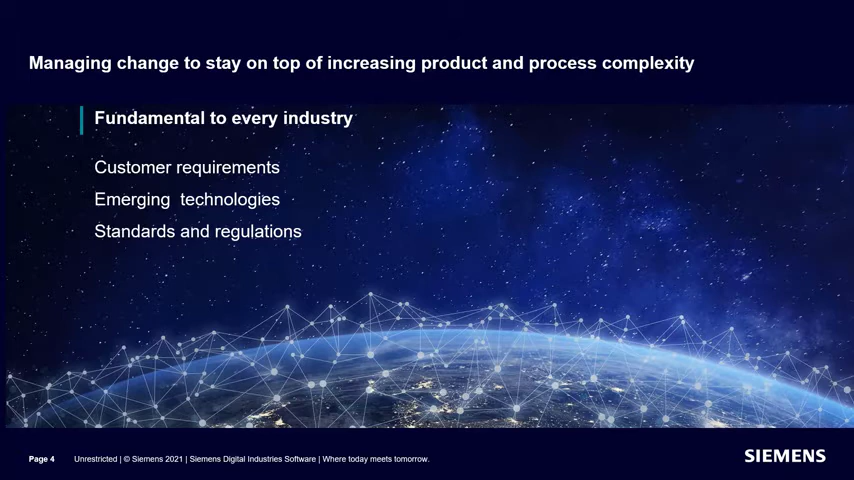 Managing change to stay on top of increasing product and process complexity
Fundamental to every industry
Customer requirements
Emerging  technologies
Standards and regulations
Page 4
Unrestricted | © Siemens 2021 | Siemens Digital Industries Software | Where today meets tomorrow.
SIEMENS